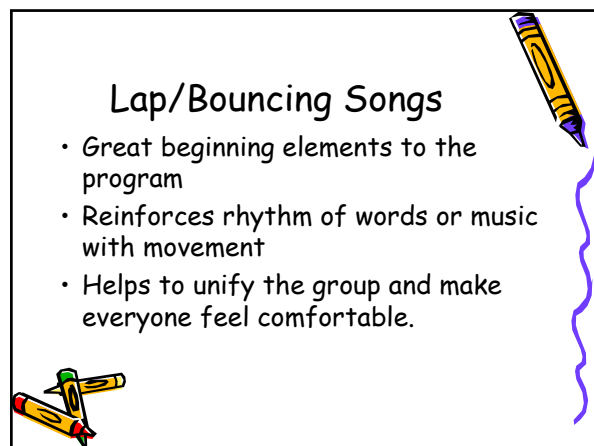 Lap/Bouncing Songs
• Great beginning elements to the
program
• Reinforces rhythm of words or music
with movement
• Helps to unify the group and make
everyone feel comfortable.